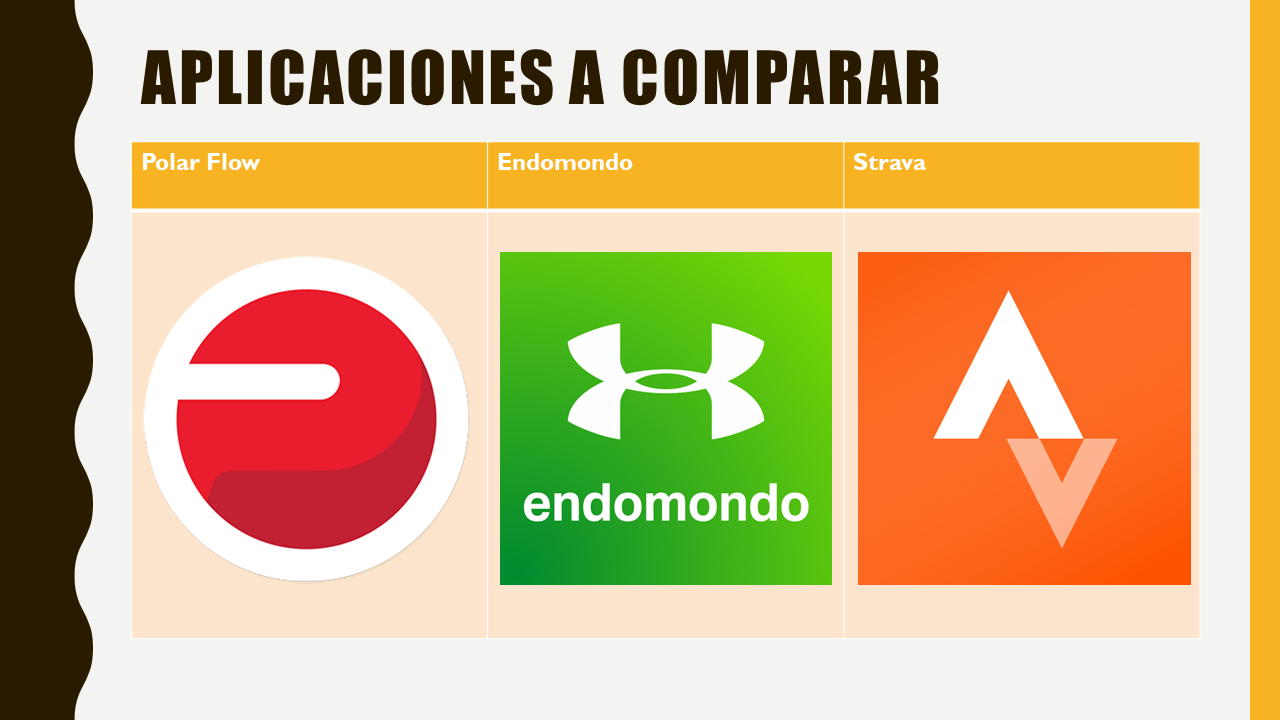 APLICACIONES A COMPARAR
Polar Flow
Endomondo
Strava
endomondo